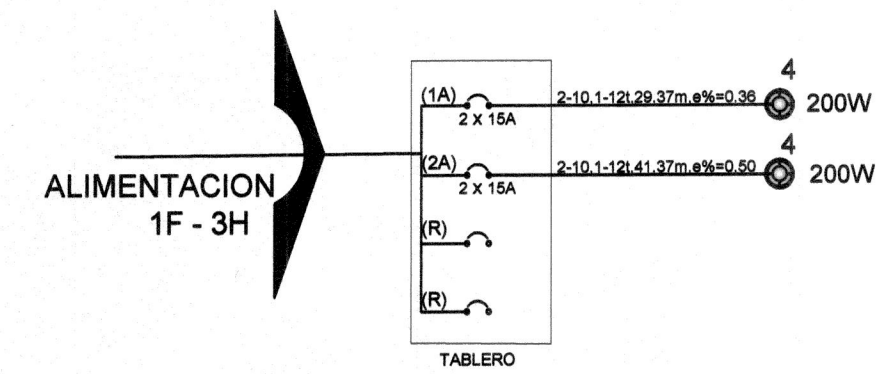 4
(1A)
2-10,1-12t,29.37m,e%=0.36
200W
2 X 15A
4
(2A)
2-10,1-12t,41.37m,e%=0.50
200W
2 X 15A
ALIMENTACION
1F - 3H
(R)
(R)
TABLERO